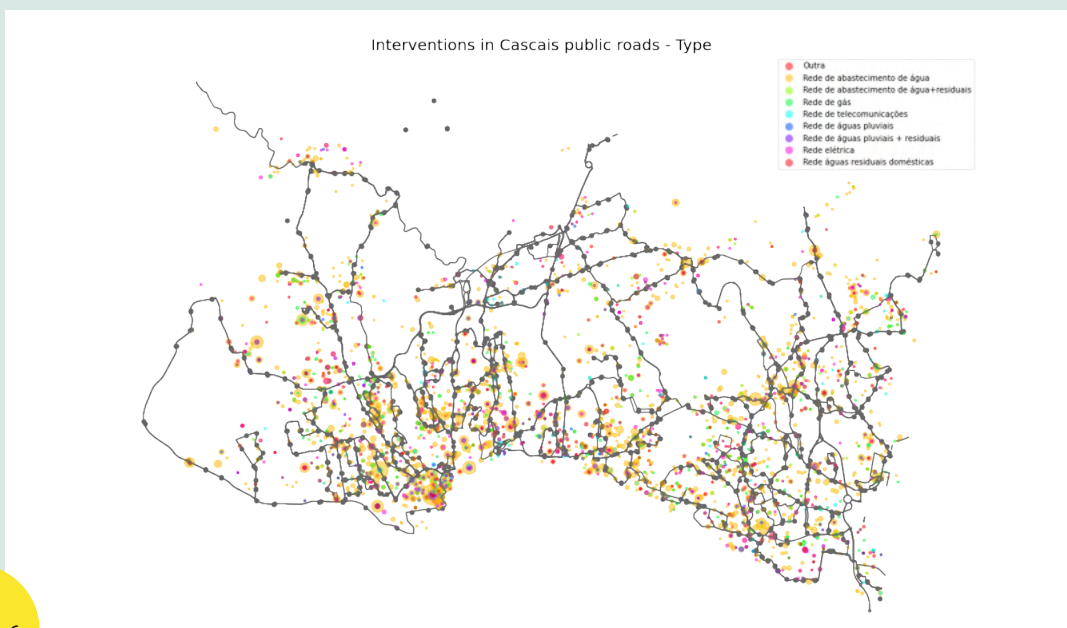 Interventions in Cascais public roads - Type
Outra
Rede de abastecimento de água
Rede de abastecimento de água+residuais
Rede de gás
Rede de telecomunicações
Rede de águas pluviais
Rede de águas pluviais + residuais
Rede elétrica
Rede águas residuais domésticas